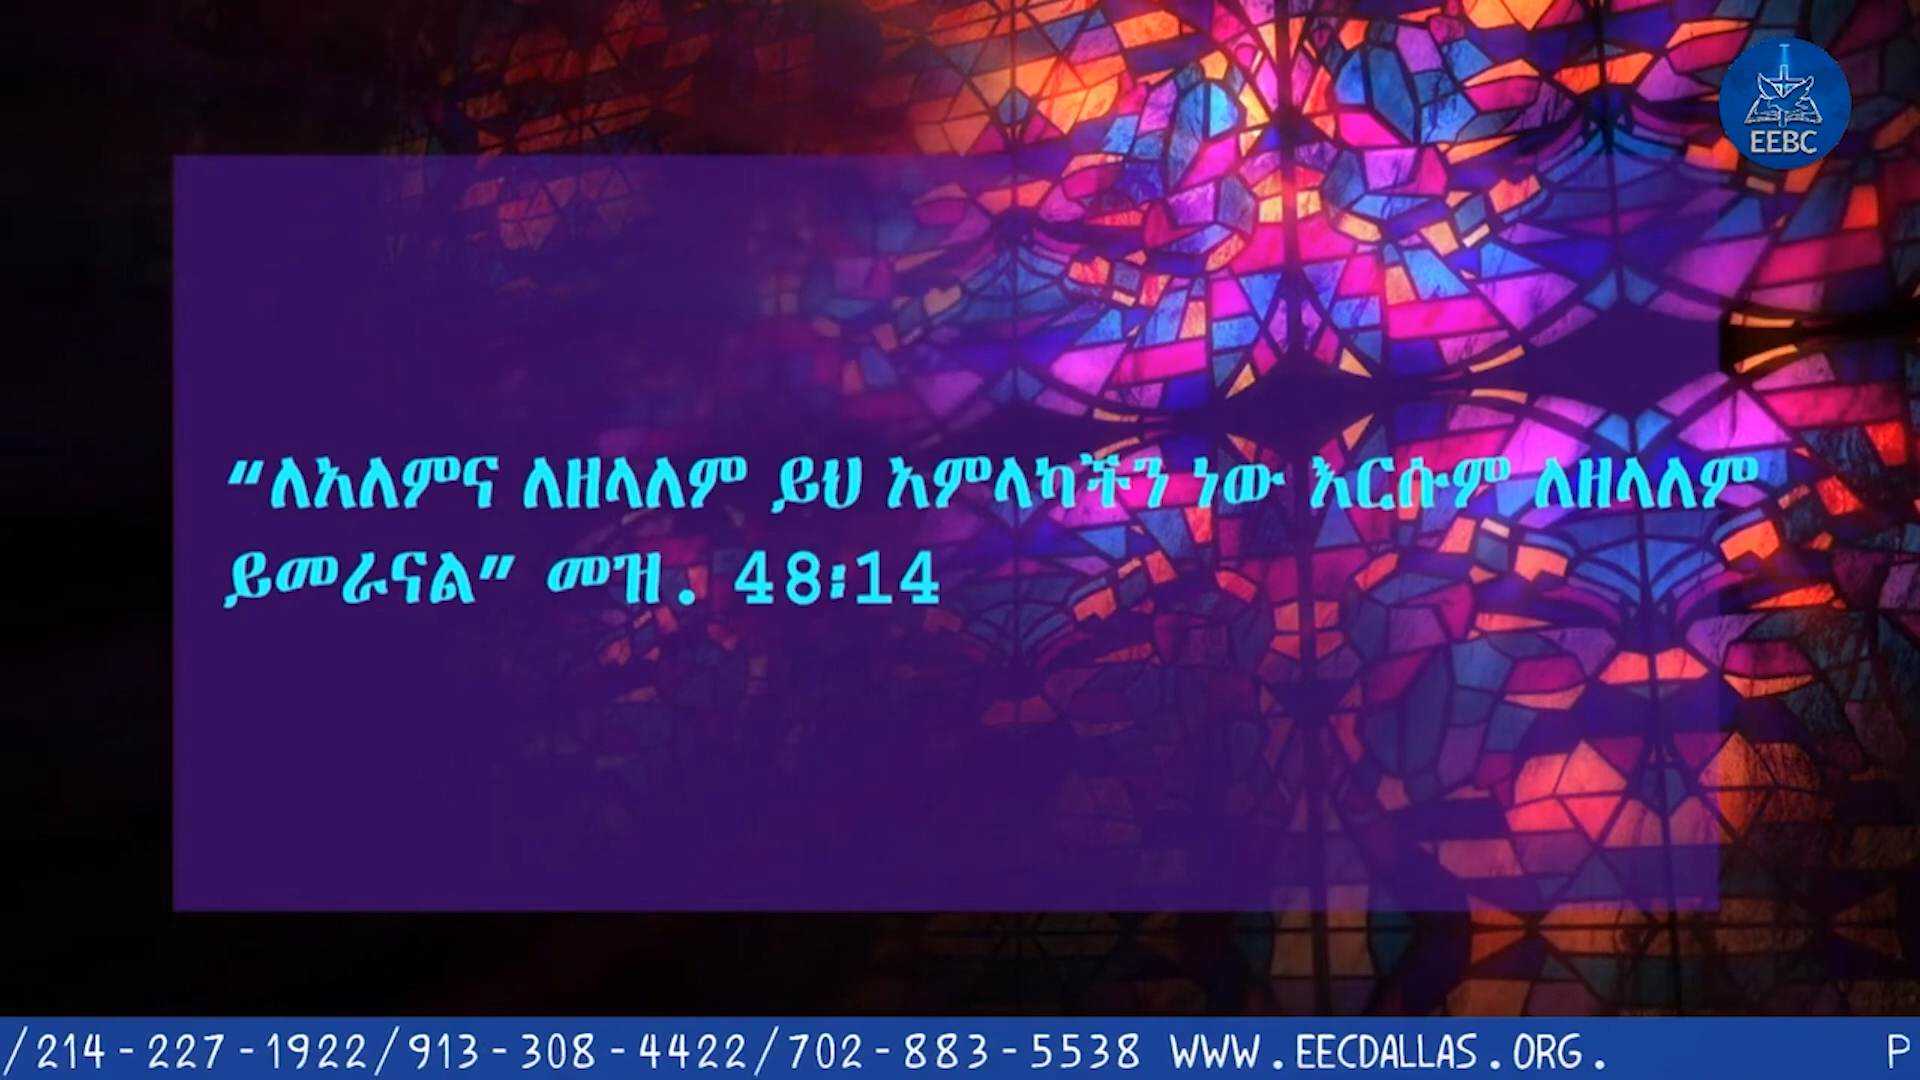 EEBC
“ለአለምና ለዘላለም ይህ አምላካችን ነው እርሱም ለዘላለም
ይመራናል” መዝ. 48፥14
/214-227-1922/913-308-4422/702-883-5538 WWW.EECDALLAS.ORG. P